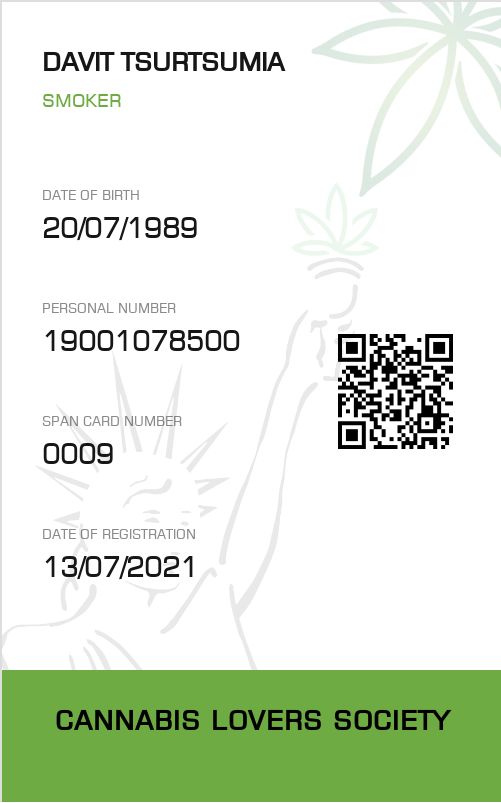 DAVIT TSURTSUMIA
SMOKER
DATE OF BIRTH
20/07/1989
PERSONAL NUMBER
19001078500
SPAN CARD NUMBER
0009
DATE OF REGISTRATION
13/07/2021
CANNABIS LOVERS SOCIETY